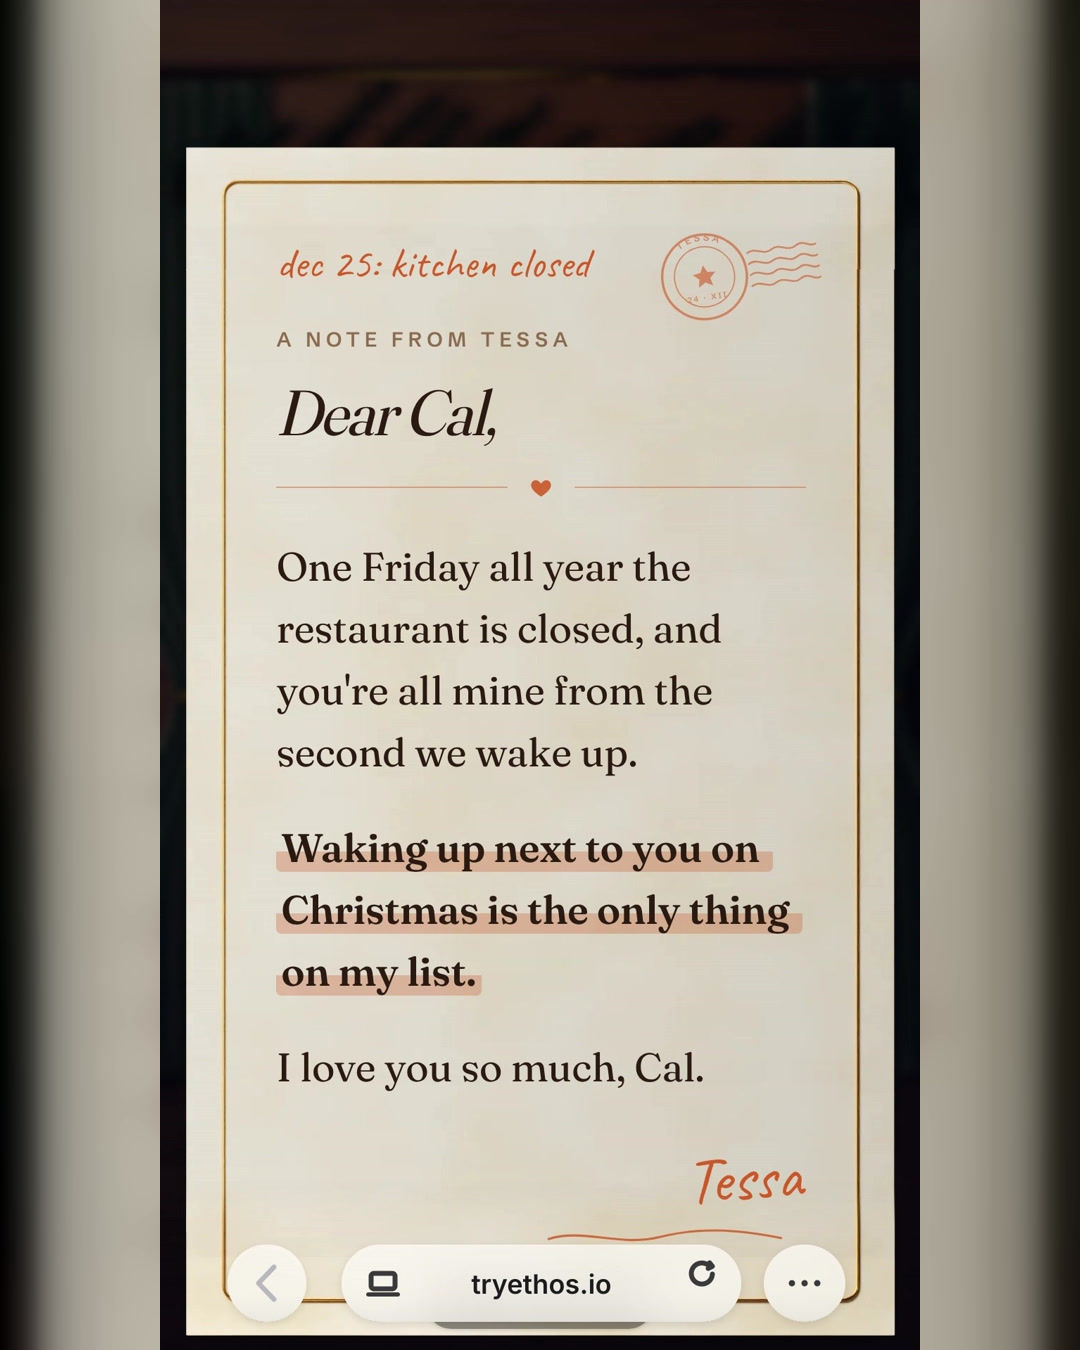 dec 25: kitchen closed
TESSA
24 · XII
A NOTE FROM TESSA
Dear Cal,
One Friday all year the
restaurant is closed, and
you're all mine from the
second we wake up.
Waking up next to you on
Christmas is the only thing
on my list.
I love you so much, Cal.
Tessa
tryethos.io